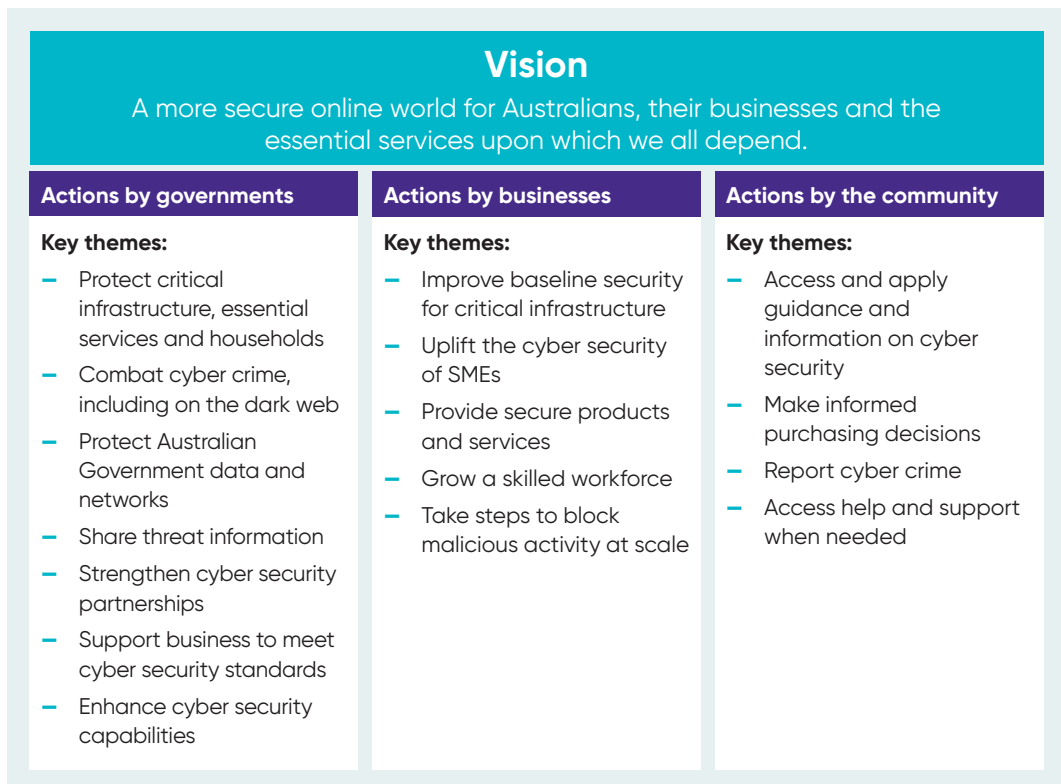 Vision
A more secure online world for Australians, their businesses and the
essential services upon which we all depend.
Actions by governments
Key themes:
– Protect critical
infrastructure, essential
services and households
– Combat cyber crime,
including on the dark web
– Protect Australian
Government data and
networks
– Share threat information
– Strengthen cyber security
partnerships
– Support business to meet
cyber security standards
– Enhance cyber security
capabilities
Actions by businesses
Key themes:
– Improve baseline security
for critical infrastructure
– Uplift the cyber security
of SMEs
– Provide secure products
and services
– Grow a skilled workforce
– Take steps to block
malicious activity at scale
Actions by the community
Key themes:
– Access and apply
guidance and
information on cyber
security
– Make informed
purchasing decisions
– Report cyber crime
– Access help and support
when needed